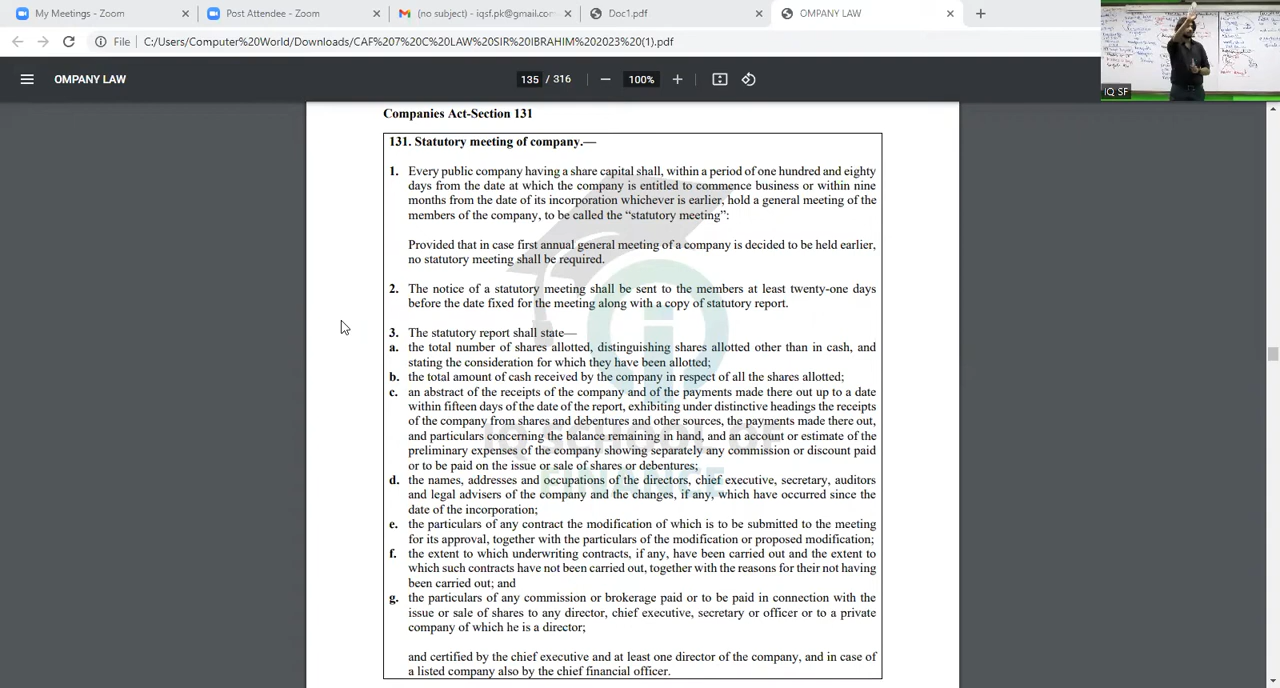 My Meetings - Zoom
Post Attendee - Zoom
(no subject) - iqsf.pk@gmail.com
Doc1.pdf
OMPANY LAW
File C:/Users/Computer%20World/Downloads/CAF%207%20COLAW%20SIR%20IBRAHIM%202023%20(1).pdf
OMPANY LAW
135 / 316
100%
IQ SF
Companies Act-Section 131
131. Statutory meeting of company.—
1. Every public company having a share capital shall, within a period of one hundred and eighty
days from the date at which the company is entitled to commence business or within nine
months from the date of its incorporation whichever is earlier, hold a general meeting of the
members of the company, to be called the “statutory meeting”:
Provided that in case first annual general meeting of a company is decided to be held earlier,
no statutory meeting shall be required.
2. The notice of a statutory meeting shall be sent to the members at least twenty-one days
before the date fixed for the meeting along with a copy of statutory report.
3. The statutory report shall state—
a. the total number of shares allotted, distinguishing shares allotted other than in cash, and
stating the consideration for which they have been allotted;
b. the total amount of cash received by the company in respect of all the shares allotted;
c. an abstract of the receipts of the company and of the payments made there out up to a date
within fifteen days of the date of the report, exhibiting under distinctive headings the receipts
of the company from shares and debentures and other sources, the payments made there out,
and particulars concerning the balance remaining in hand, and an account or estimate of the
preliminary expenses of the company showing separately any commission or discount paid
or to be paid on the issue or sale of shares or debentures;
d. the names, addresses and occupations of the directors, chief executive, secretary, auditors
and legal advisers of the company and the changes, if any, which have occurred since the
date of the incorporation;
e. the particulars of any contract the modification of which is to be submitted to the meeting
for its approval, together with the particulars of the modification or proposed modification;
f. the extent to which underwriting contracts, if any, have been carried out and the extent to
which such contracts have not been carried out, together with the reasons for their not having
been carried out; and
g. the particulars of any commission or brokerage paid or to be paid in connection with the
issue or sale of shares to any director, chief executive, secretary or officer or to a private
company of which he is a director;
and certified by the chief executive and at least one director of the company, and in case of
a listed company also by the chief financial officer.
IQ SCHOOL OF
FINANCE